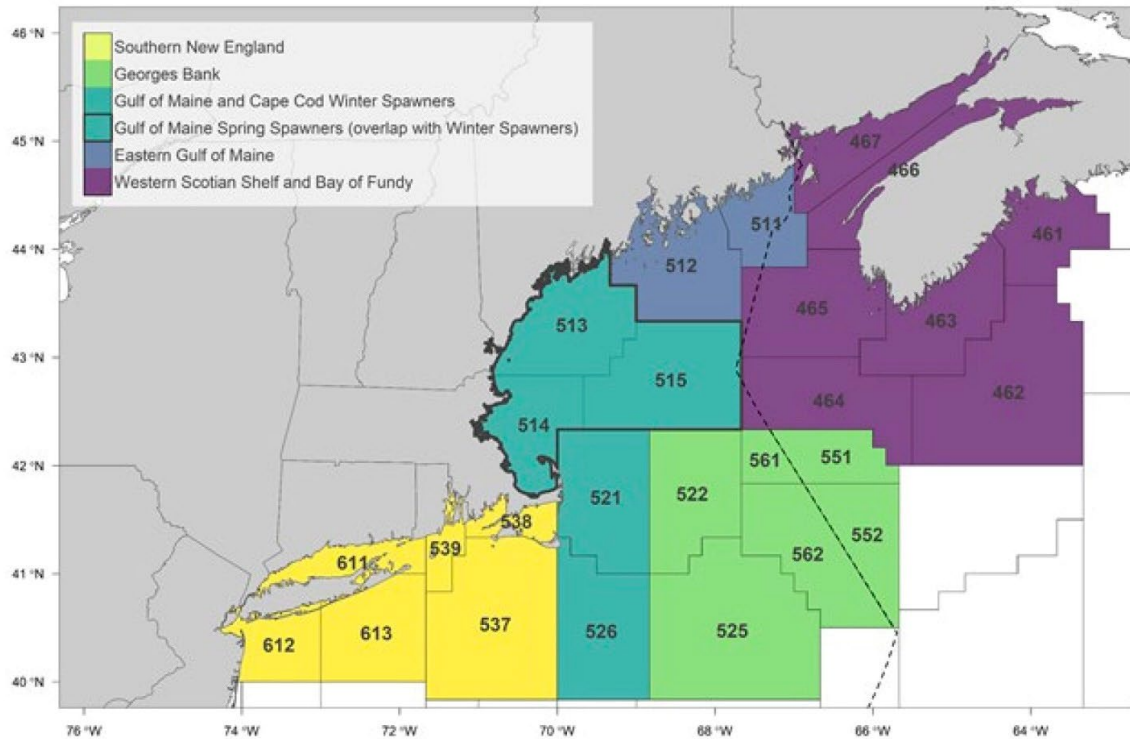 46 °N
Southern New England
Georges Bank
Gulf of Maine and Cape Cod Winter Spawners
Gulf of Maine Spring Spawners (overlap with Winter Spawners)
Eastern Gulf of Maine
Western Scotian Shelf and Bay of Fundy
45 °N
467
466
44 °N
511
461
512
465
463
513
43 °N
515
464
462
514
42 °N
561
551
521
522
538
552
539
562
41 °N
611
613
537
526
525
612
40 °N
76 °W
74 °W
72 °W
70 °W
68 °W
66 °W
64 °W